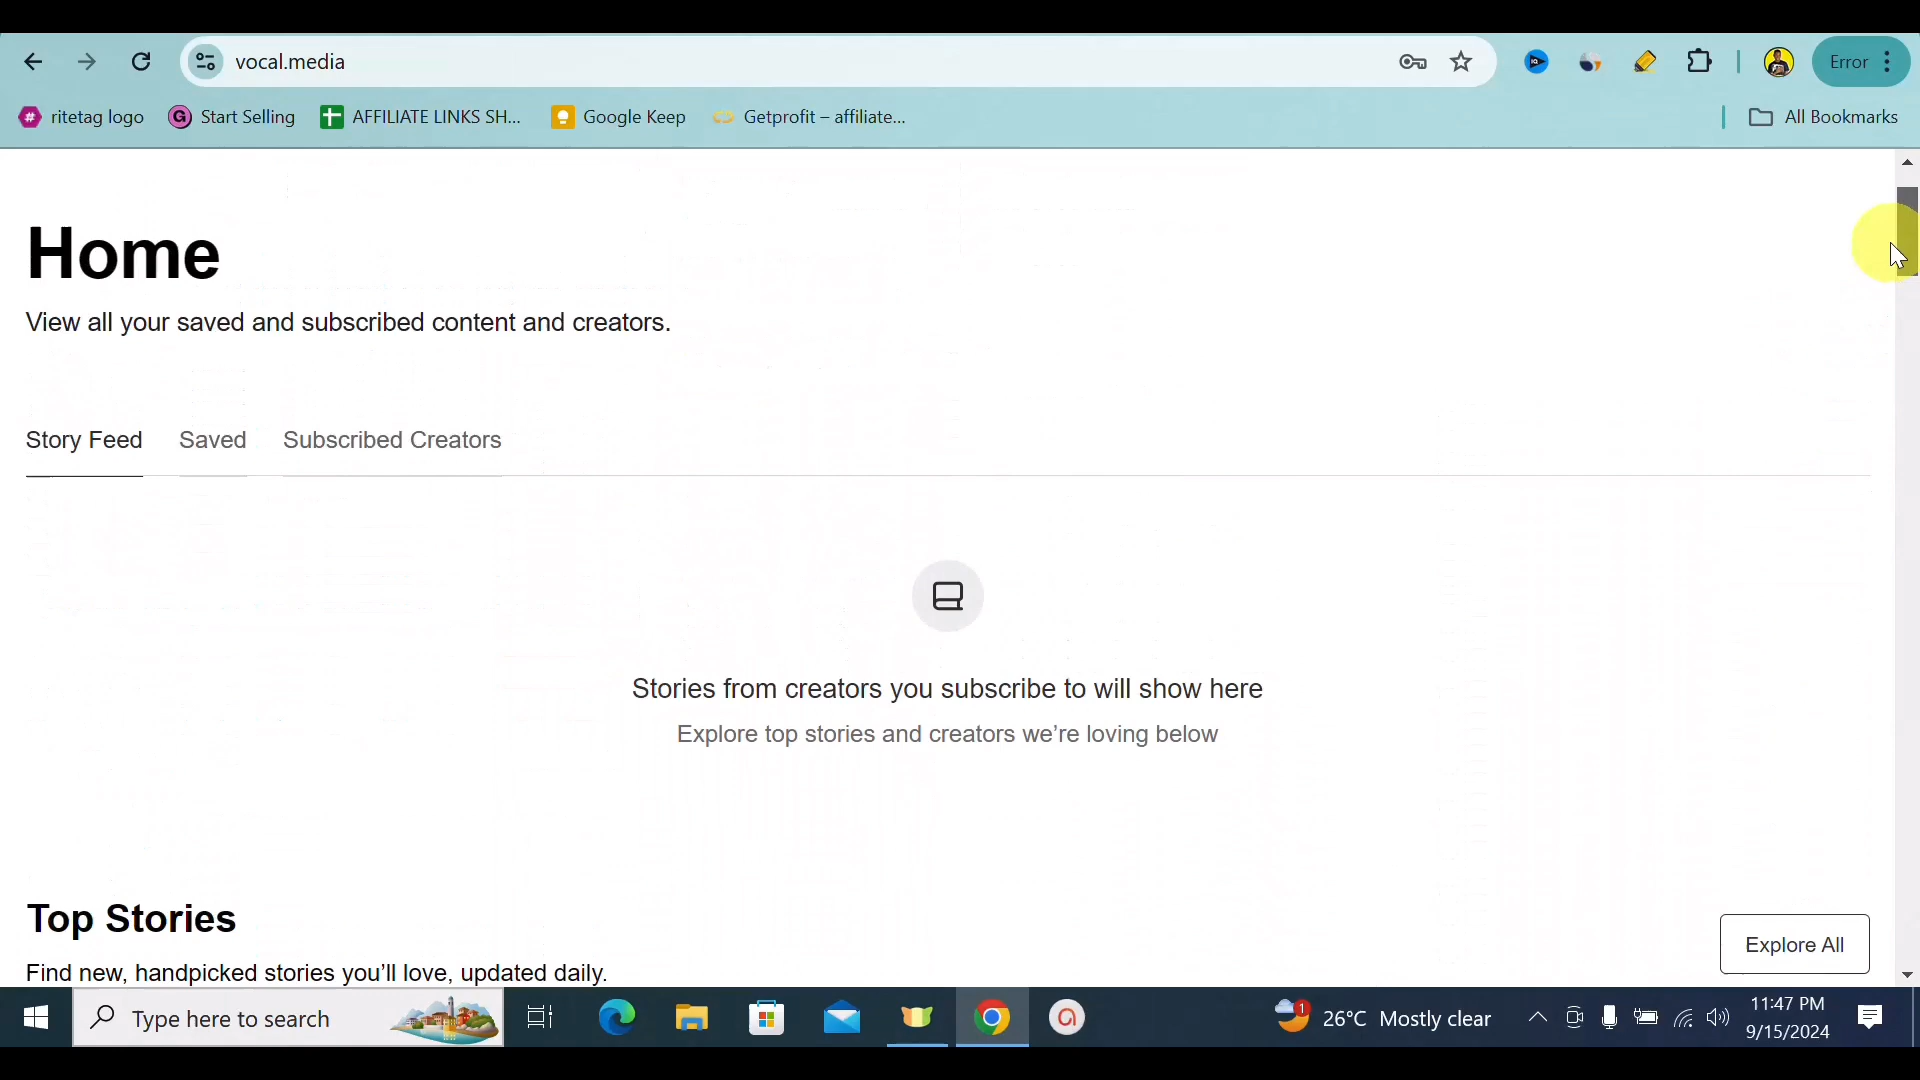 vocal.media
Error
ritetag logo
Start Selling
AFFILIATE LINKS SH...
Google Keep
Getprofit – affiliate...
All Bookmarks
Home
View all your saved and subscribed content and creators.
Story Feed
Saved
Subscribed Creators
Stories from creators you subscribe to will show here
Explore top stories and creators we’re loving below
Top Stories
Explore All
Find new, handpicked stories you’ll love, updated daily.
Type here to search
1
26°C Mostly clear
11:47 PM
9/15/2024